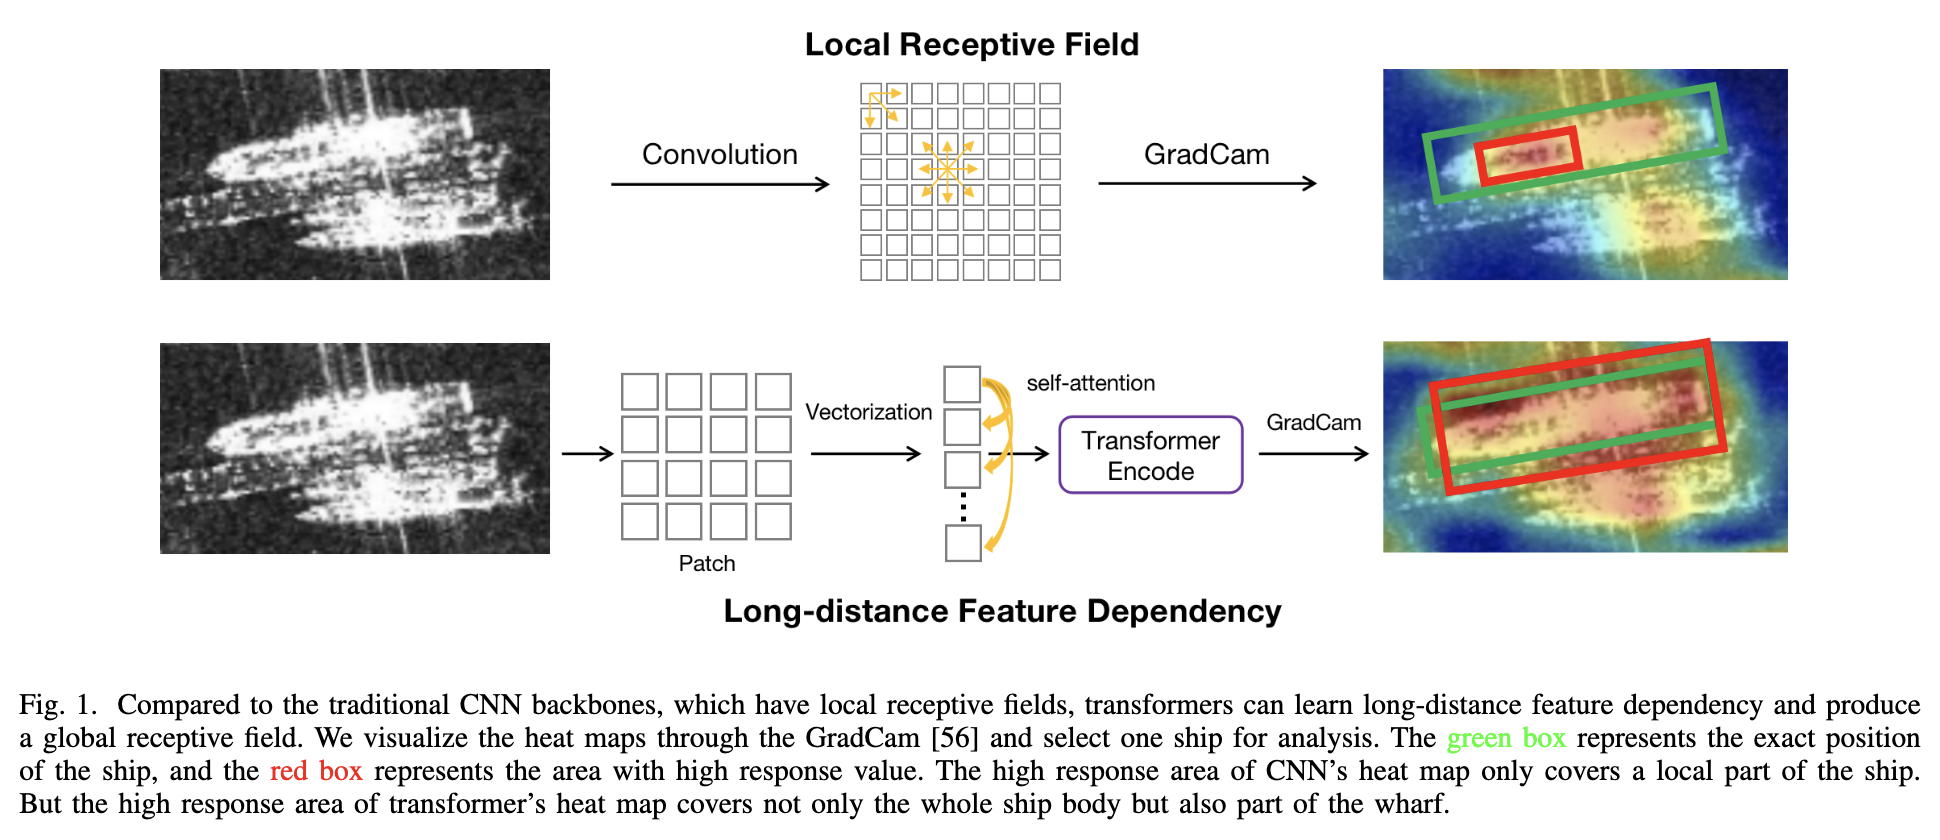 Local Receptive Field
Convolution
GradCam
Vectorization
self-attention
Transformer
Encode
GradCam
Patch
Long-distance Feature Dependency
Fig. 1. Compared to the traditional CNN backbones, which have local receptive fields, transformers can learn long-distance feature dependency and produce
a global receptive field. We visualize the heat maps through the GradCam [56] and select one ship for analysis. The green box represents the exact position
of the ship, and the red box represents the area with high response value. The high response area of CNN's heat map only covers a local part of the ship.
But the high response area of transformer's heat map covers not only the whole ship body but also part of the wharf.